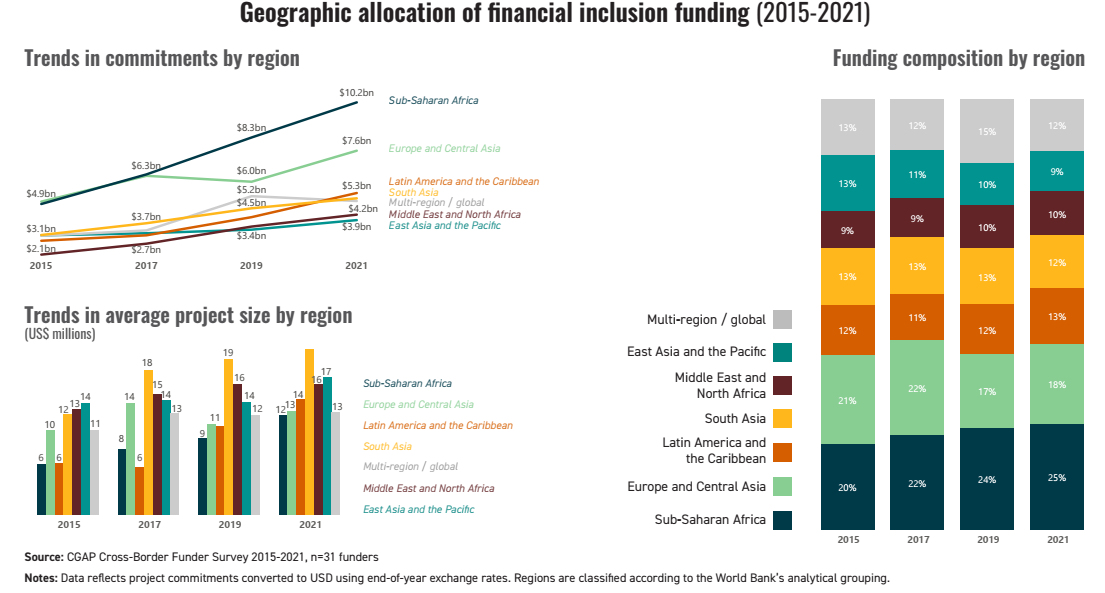 Geographic allocation of financial inclusion funding (2015-2021)
Trends in commitments by region
$10.2bn
Sub-Saharan Africa
$8.3bn
$7.6bn
Europe and Central Asia
$6.3bn
$6.0bn
$5.3bn
Latin America and the Caribbean
$4.9bn
$5.2bn
South Asia
$4.5bn
Multi-region / global
$3.7bn
$4.2bn
Middle East and North Africa
$3.1bn
$3.4bn
$3.9bn
East Asia and the Pacific
$2.1bn
$2.7bn
2015 2017 2019 2021
Trends in average project size by region
(US$ millions)
6 10 6 12 13 14 11
8 14 6 18 15 14 13
9 11 19 16 14 12
12 13 14 16 17 13
2015 2017 2019 2021
Sub-Saharan Africa
Europe and Central Asia
Latin America and the Caribbean
South Asia
Multi-region / global
Middle East and North Africa
East Asia and the Pacific
Funding composition by region
Multi-region / global
East Asia and the Pacific
Middle East and
North Africa
South Asia
Latin America and
the Caribbean
Europe and Central Asia
Sub-Saharan Africa
13% 12% 15% 12%
13% 11% 10% 9%
9% 9% 10% 10%
13% 13% 13% 12%
12% 11% 12% 13%
21% 22% 17% 18%
20% 22% 24% 25%
2015 2017 2019 2021
Source: CGAP Cross-Border Funder Survey 2015-2021, n=31 funders
Notes: Data reflects project commitments converted to USD using end-of-year exchange rates. Regions are classified according to the World Bank's analytical grouping.